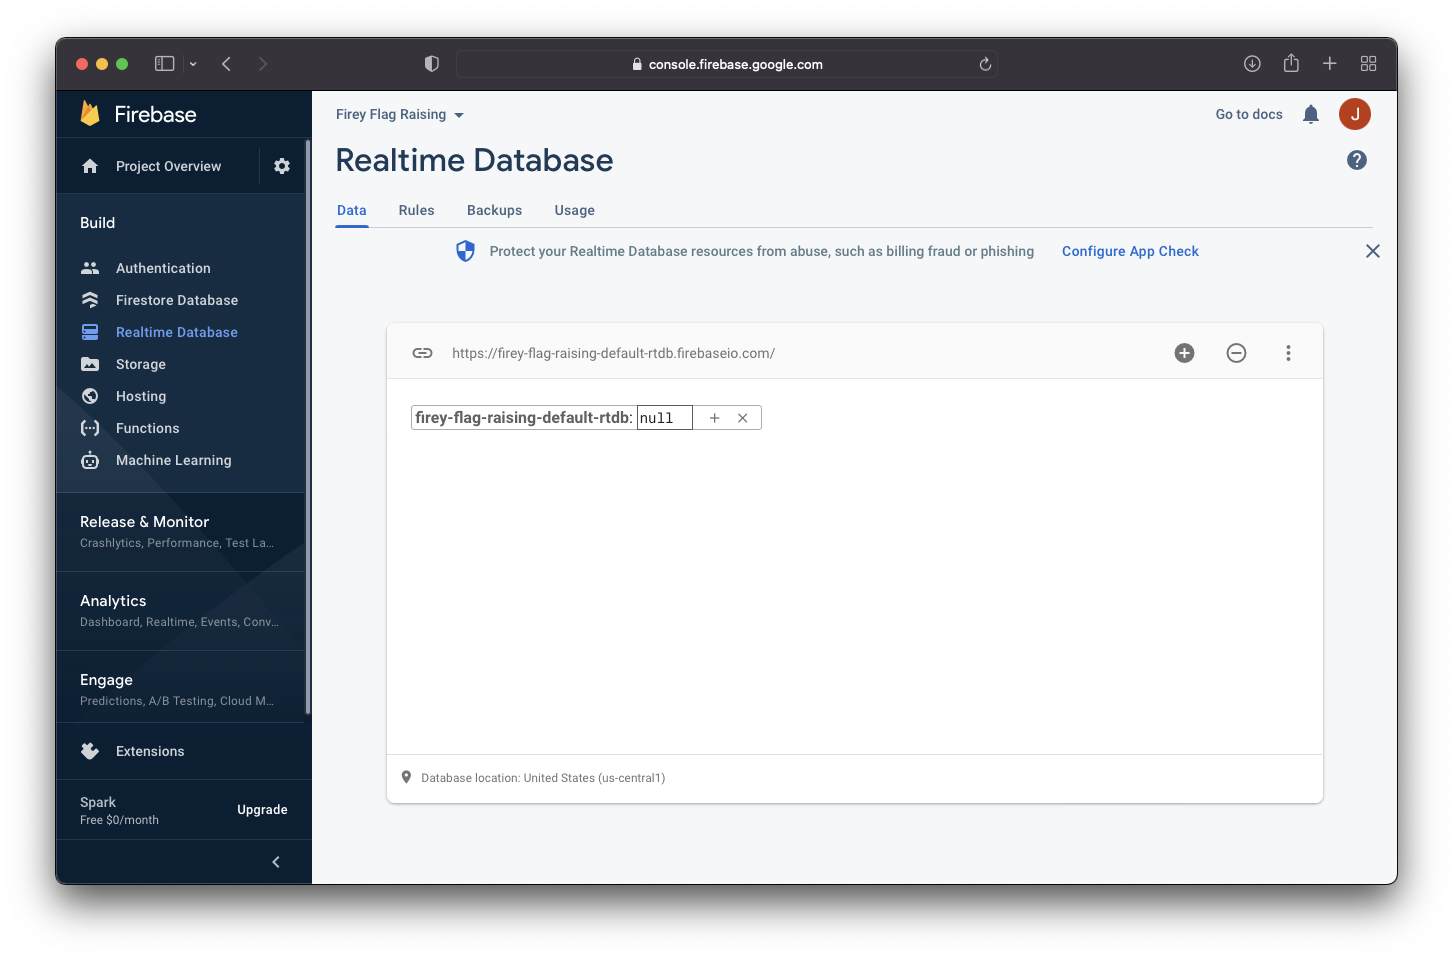 console.firebase.google.com
Firebase
Project Overview
Build
Authentication
Firestore Database
Realtime Database
Storage
Hosting
Functions
Machine Learning
Release & Monitor
Crashlytics, Performance, Test La...
Analytics
Dashboard, Realtime, Events, Conv...
Engage
Predictions, A/B Testing, Cloud M...
Extensions
Spark
Free $0/month
Upgrade
Firey Flag Raising
Go to docs
J
Realtime Database
?
Data Rules Backups Usage
Protect your Realtime Database resources from abuse, such as billing fraud or phishing Configure App Check
https://firey-flag-raising-default-rtdb.firebaseio.com/
firey-flag-raising-default-rtdb: null
Database location: United States (us-central1)